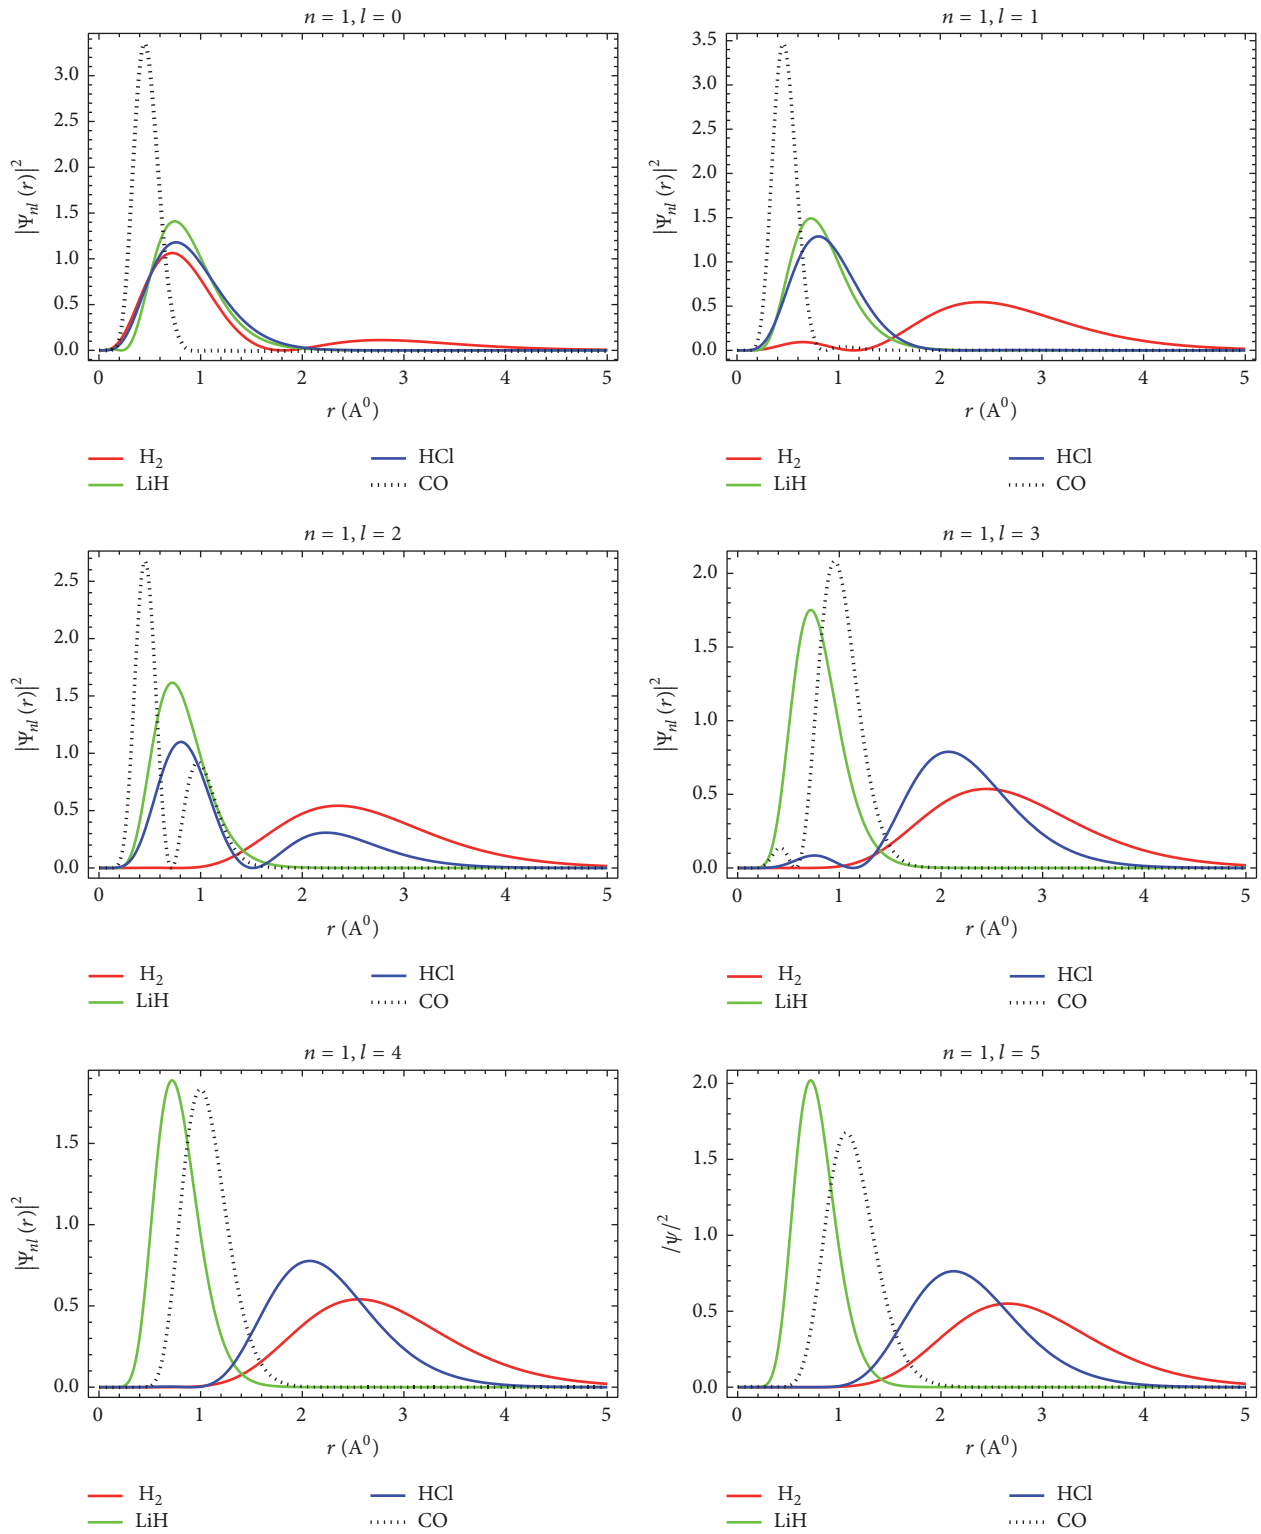 n = 1, l = 0
|Ψnl (r)|²
3.0
2.5
2.0
1.5
1.0
0.5
0.0
0 1 2 3 4 5
r (A⁰)
H₂ HCl
LiH CO
n = 1, l = 1
|Ψnl (r)|²
3.5
3.0
2.5
2.0
1.5
1.0
0.5
0.0
0 1 2 3 4 5
r (A⁰)
H₂ HCl
LiH CO
n = 1, l = 2
|Ψnl (r)|²
2.5
2.0
1.5
1.0
0.5
0.0
0 1 2 3 4 5
r (A⁰)
H₂ HCl
LiH CO
n = 1, l = 3
|Ψnl (r)|²
2.0
1.5
1.0
0.5
0.0
0 1 2 3 4 5
r (A⁰)
H₂ HCl
LiH CO
n = 1, l = 4
|Ψnl (r)|²
1.5
1.0
0.5
0.0
0 1 2 3 4 5
r (A⁰)
H₂ HCl
LiH CO
n = 1, l = 5
/ψ/²
2.0
1.5
1.0
0.5
0.0
0 1 2 3 4 5
r (A⁰)
H₂ HCl
LiH CO